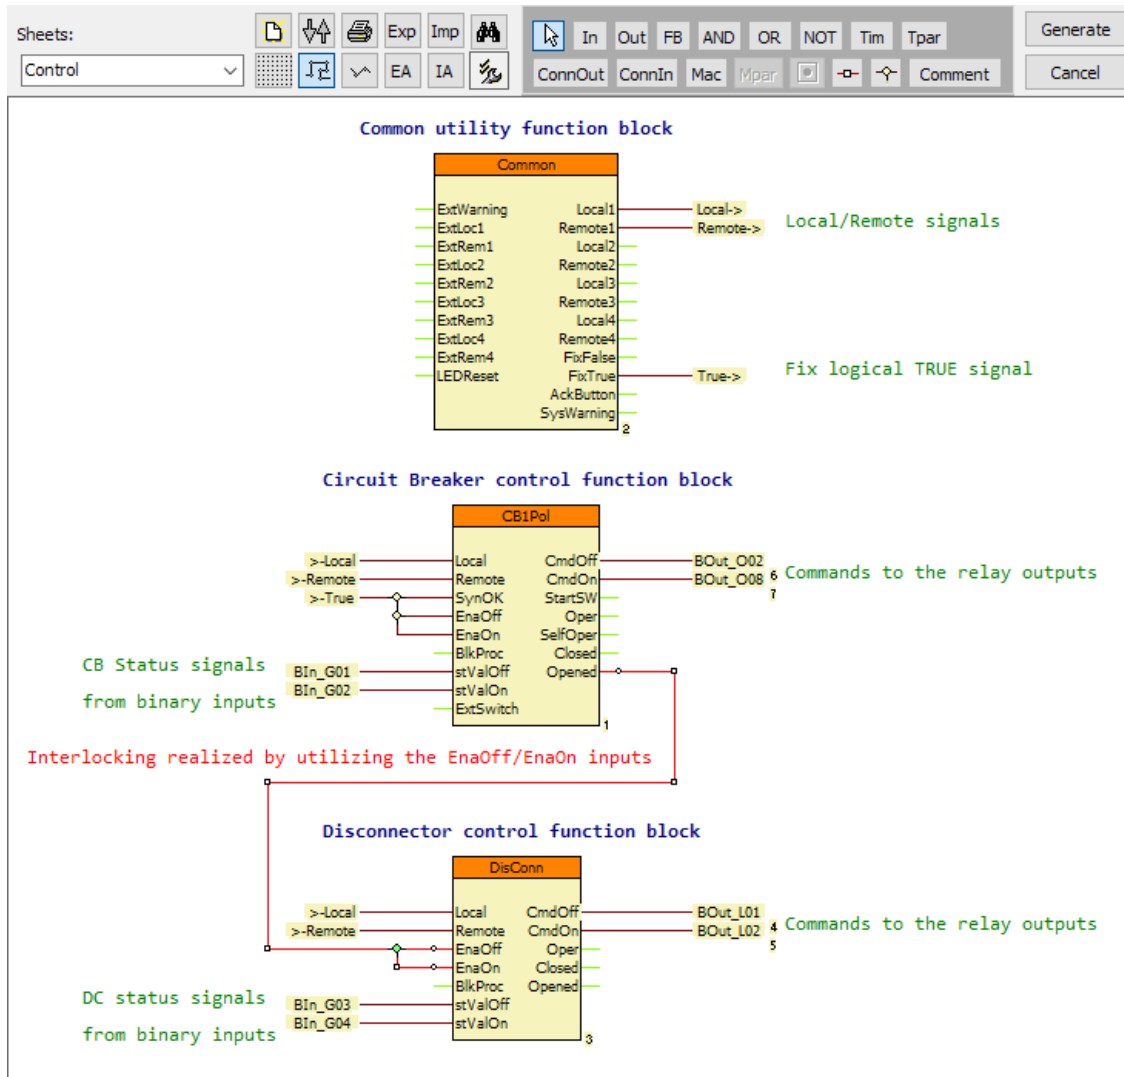 Sheets:
Control
Exp Imp
EA IA
In Out FB AND OR NOT Tim Tpar
ConnOut ConnIn Mac Mpar Comment
Generate
Cancel
Common utility function block
Common
ExtWarning Local1 Local->
ExtLoc1 Remote1 Remote->
Local/Remote signals
ExtRem1 Local2
ExtLoc2 Remote2
ExtRem2 Local3
ExtLoc3 Remote3
ExtRem3 Local4
ExtLoc4 Remote4
ExtRem4 FixFalse
LEDReset FixTrue True-> Fix logical TRUE signal
AckButton
SysWarning
2
Circuit Breaker control function block
CB1Pol
>-Local Local CmdOff BOut_O02
>-Remote Remote CmdOn BOut_O08
6
7
Commands to the relay outputs
>-True SynOK StartSW
EnaOff Oper
EnaOn SelfOper
BlkProc Closed
CB Status signals
from binary inputs
BIn_G01 stValOff Opened
BIn_G02 stValOn
ExtSwitch
1
Interlocking realized by utilizing the EnaOff/EnaOn inputs
Disconnector control function block
DisConn
>-Local Local CmdOff BOut_L01
>-Remote Remote CmdOn BOut_L02
4
5
Commands to the relay outputs
EnaOff Oper
EnaOn Closed
BlkProc Opened
DC status signals
from binary inputs
BIn_G03 stValOff
BIn_G04 stValOn
3